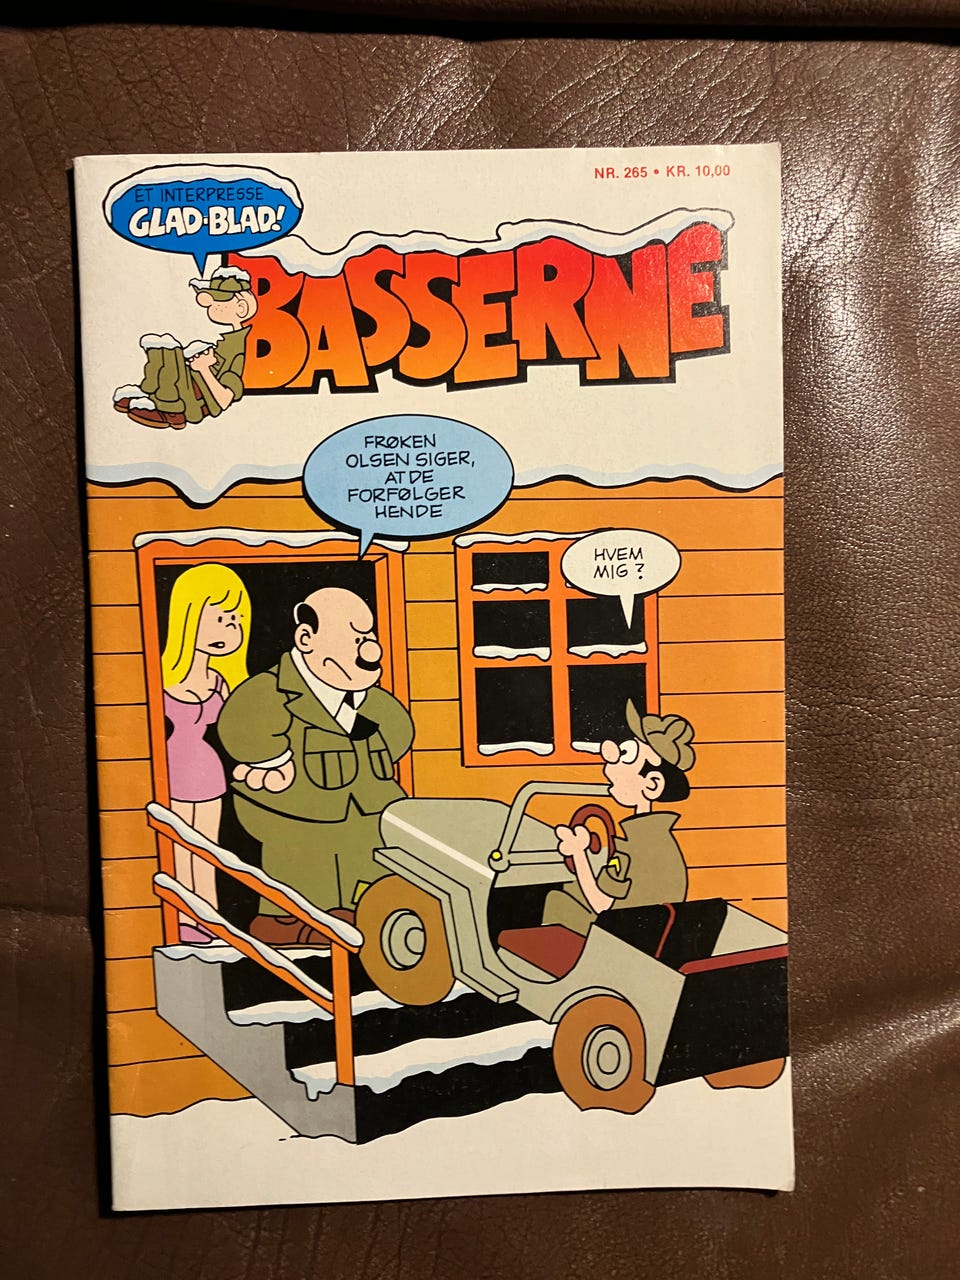 NR. 265 • KR. 10,00
ET INTERPRESSE
GLAD-BLAD!
BASSERNE
FRØKEN
OLSEN SIGER,
AT DE
FORFØLGER
HENDE
HVEM
MIG?